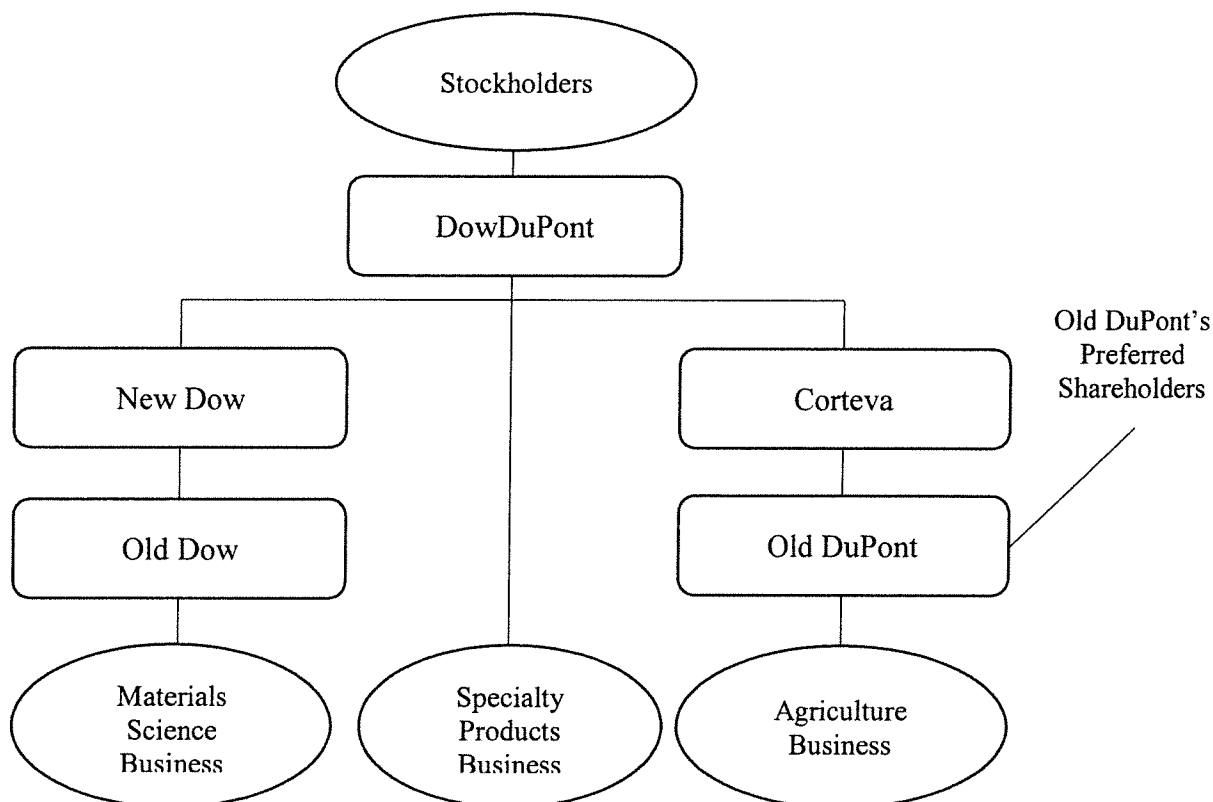 Stockholders
DowDuPont
Old DuPont's
Preferred
Shareholders
New Dow
Corteva
Old Dow
Old DuPont
Materials
Science
Business
Specialty
Products
Business
Agriculture
Business